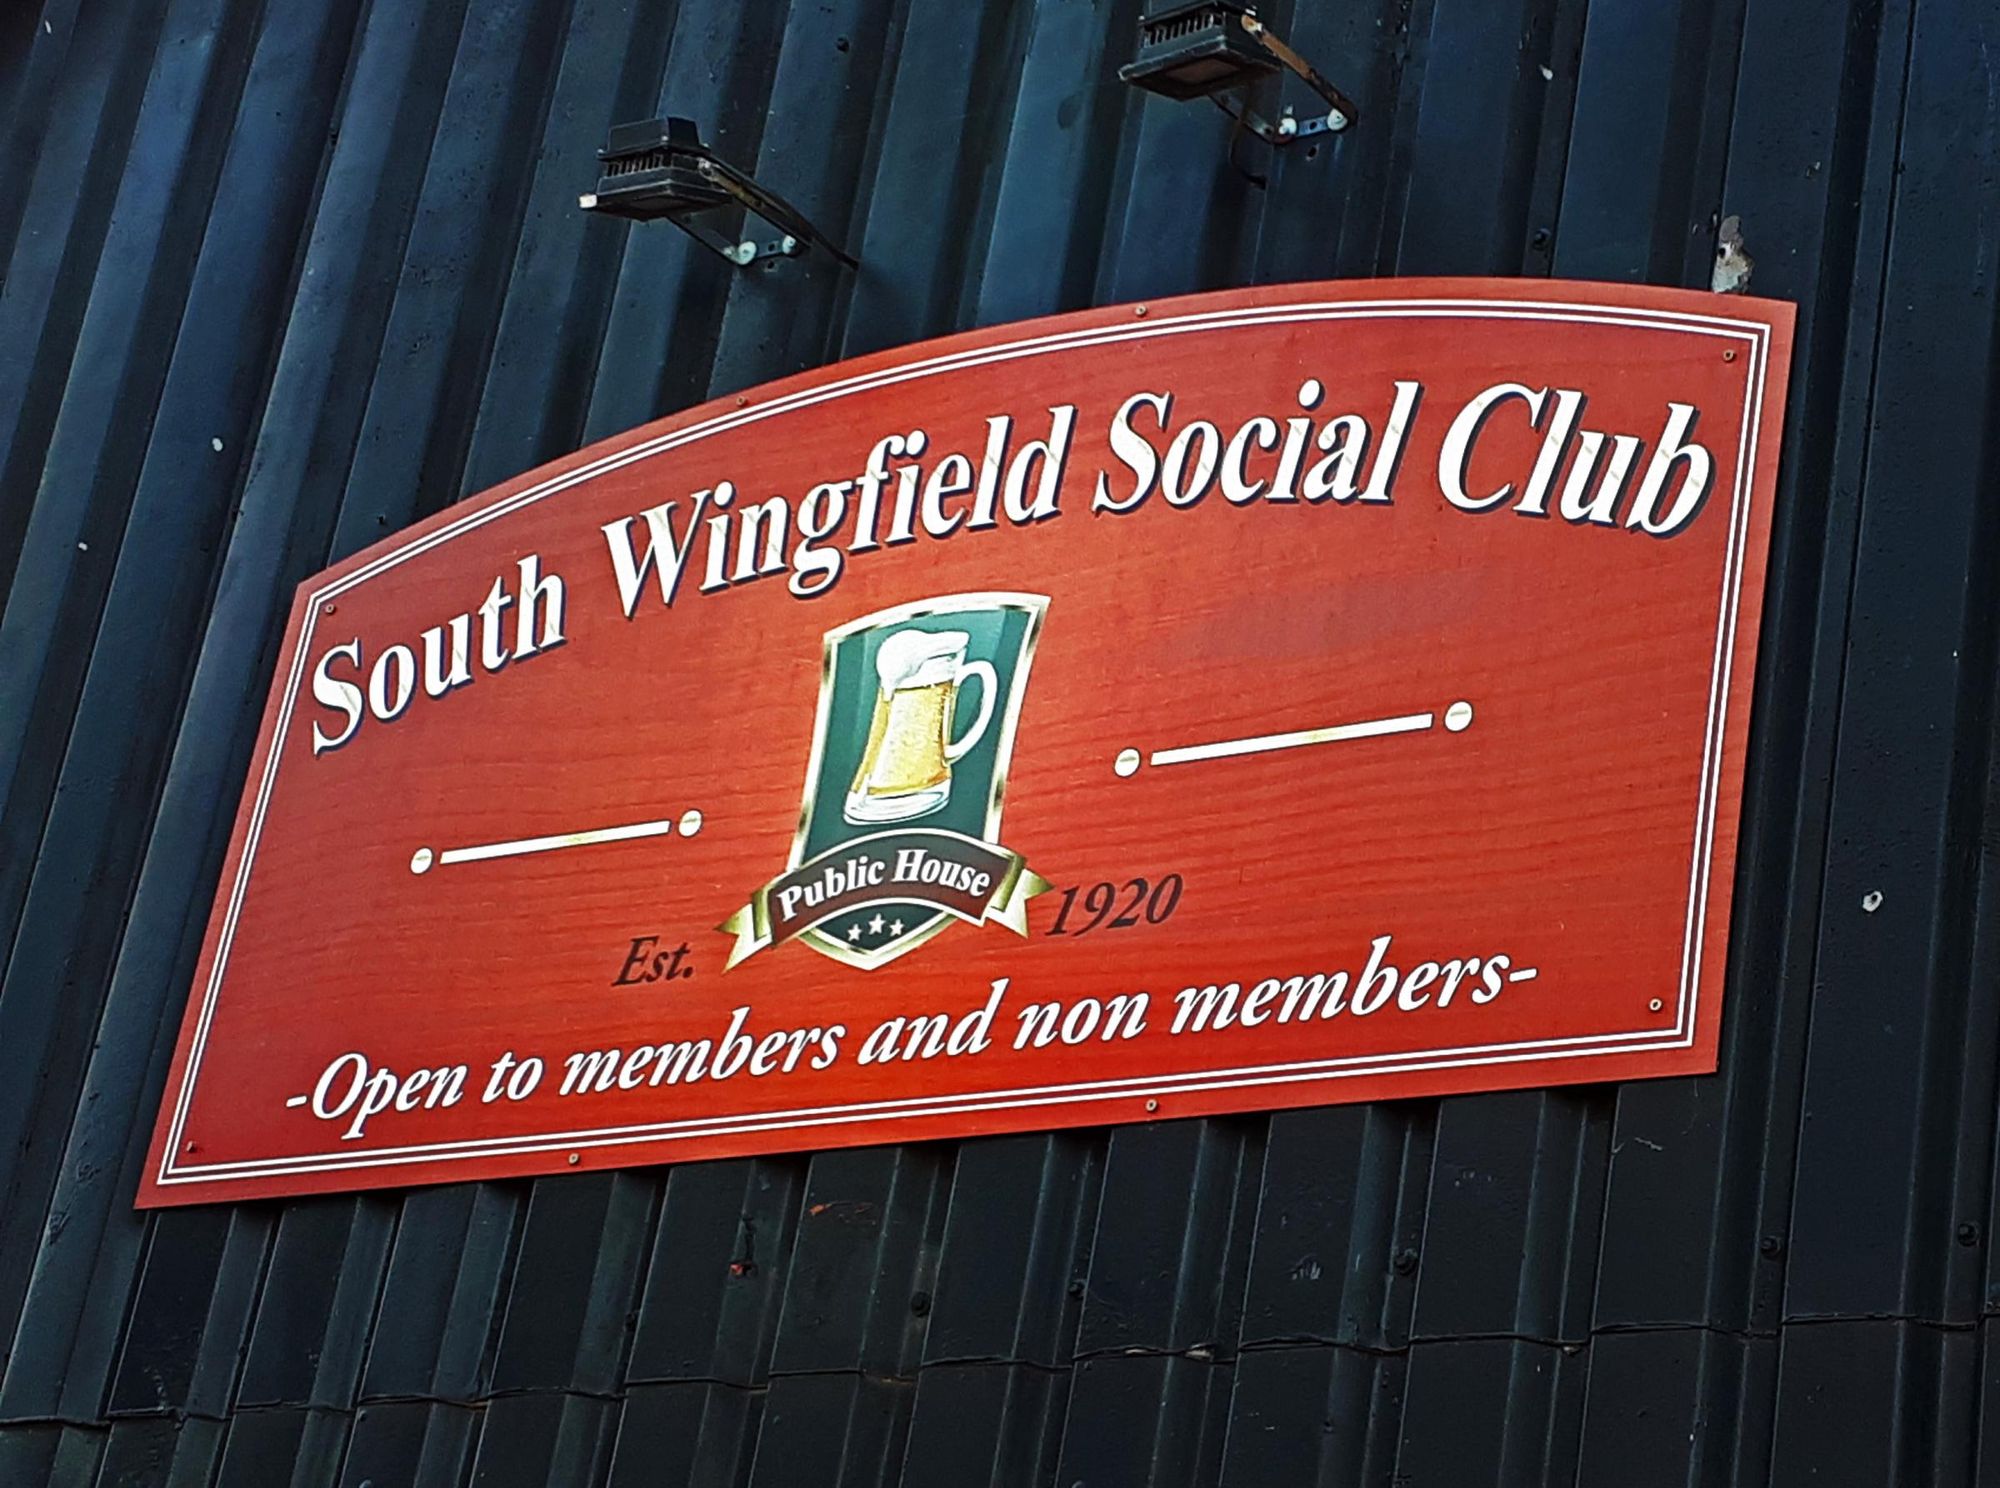 South Wingfield Social Club
Public House
Est. 1920
-Open to members and non members-